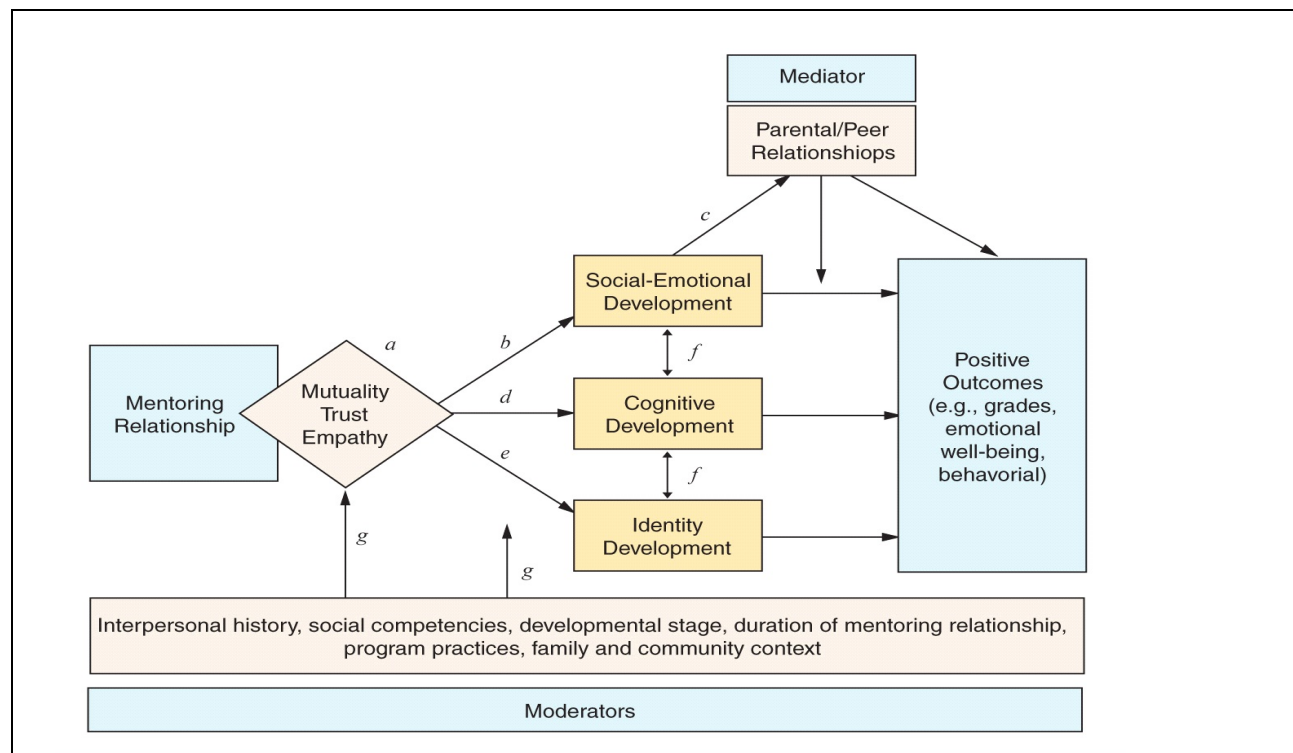 Mediator
Parental/Peer
Relationshiops
c
Social-Emotional
Development
a
b
f
Mentoring
Relationship
Mutuality
Trust
Empathy
d
Cognitive
Development
Positive
Outcomes
(e.g., grades,
emotional
well-being,
behavorial)
e
f
Identity
Development
g
g
Interpersonal history, social competencies, developmental stage, duration of mentoring relationship,
program practices, family and community context
Moderators